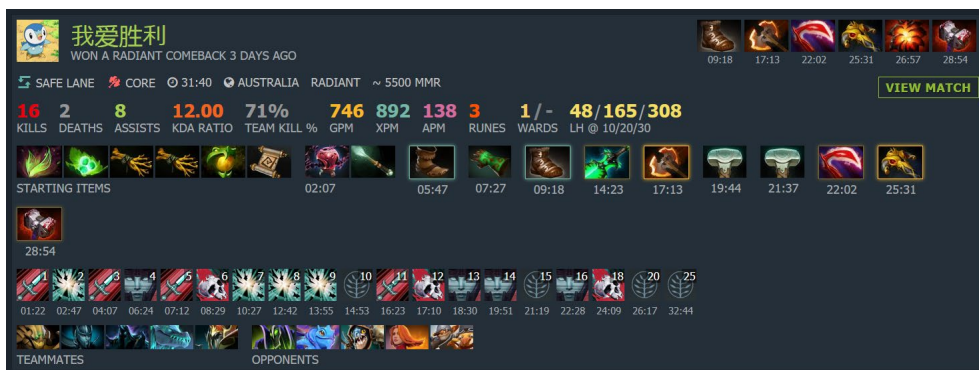 我爱胜利
WON A RADIANT COMEBACK 3 DAYS AGO
09:18 17:13 22:02 25:31 26:57 28:54
SAFE LANE CORE 31:40 AUSTRALIA RADIANT ~ 5500 MMR
VIEW MATCH
16 2 8 12.00 71% 746 892 138 3 1/- 48/165/308
KILLS DEATHS ASSISTS KDA RATIO TEAM KILL % GPM XPM APM RUNES WARDS LH @ 10/20/30
STARTING ITEMS 02:07 05:47 07:27 09:18 14:23 17:13 19:44 21:37 22:02 25:31
28:54
1 2 3 4 5 6 7 8 9 10 11 12 13 14 15 16 18 20 25
01:22 02:47 04:07 06:24 07:12 08:29 10:27 12:42 13:55 14:53 16:23 17:10 18:30 19:51 21:19 22:28 24:09 26:17 32:44
TEAMMATES OPPONENTS